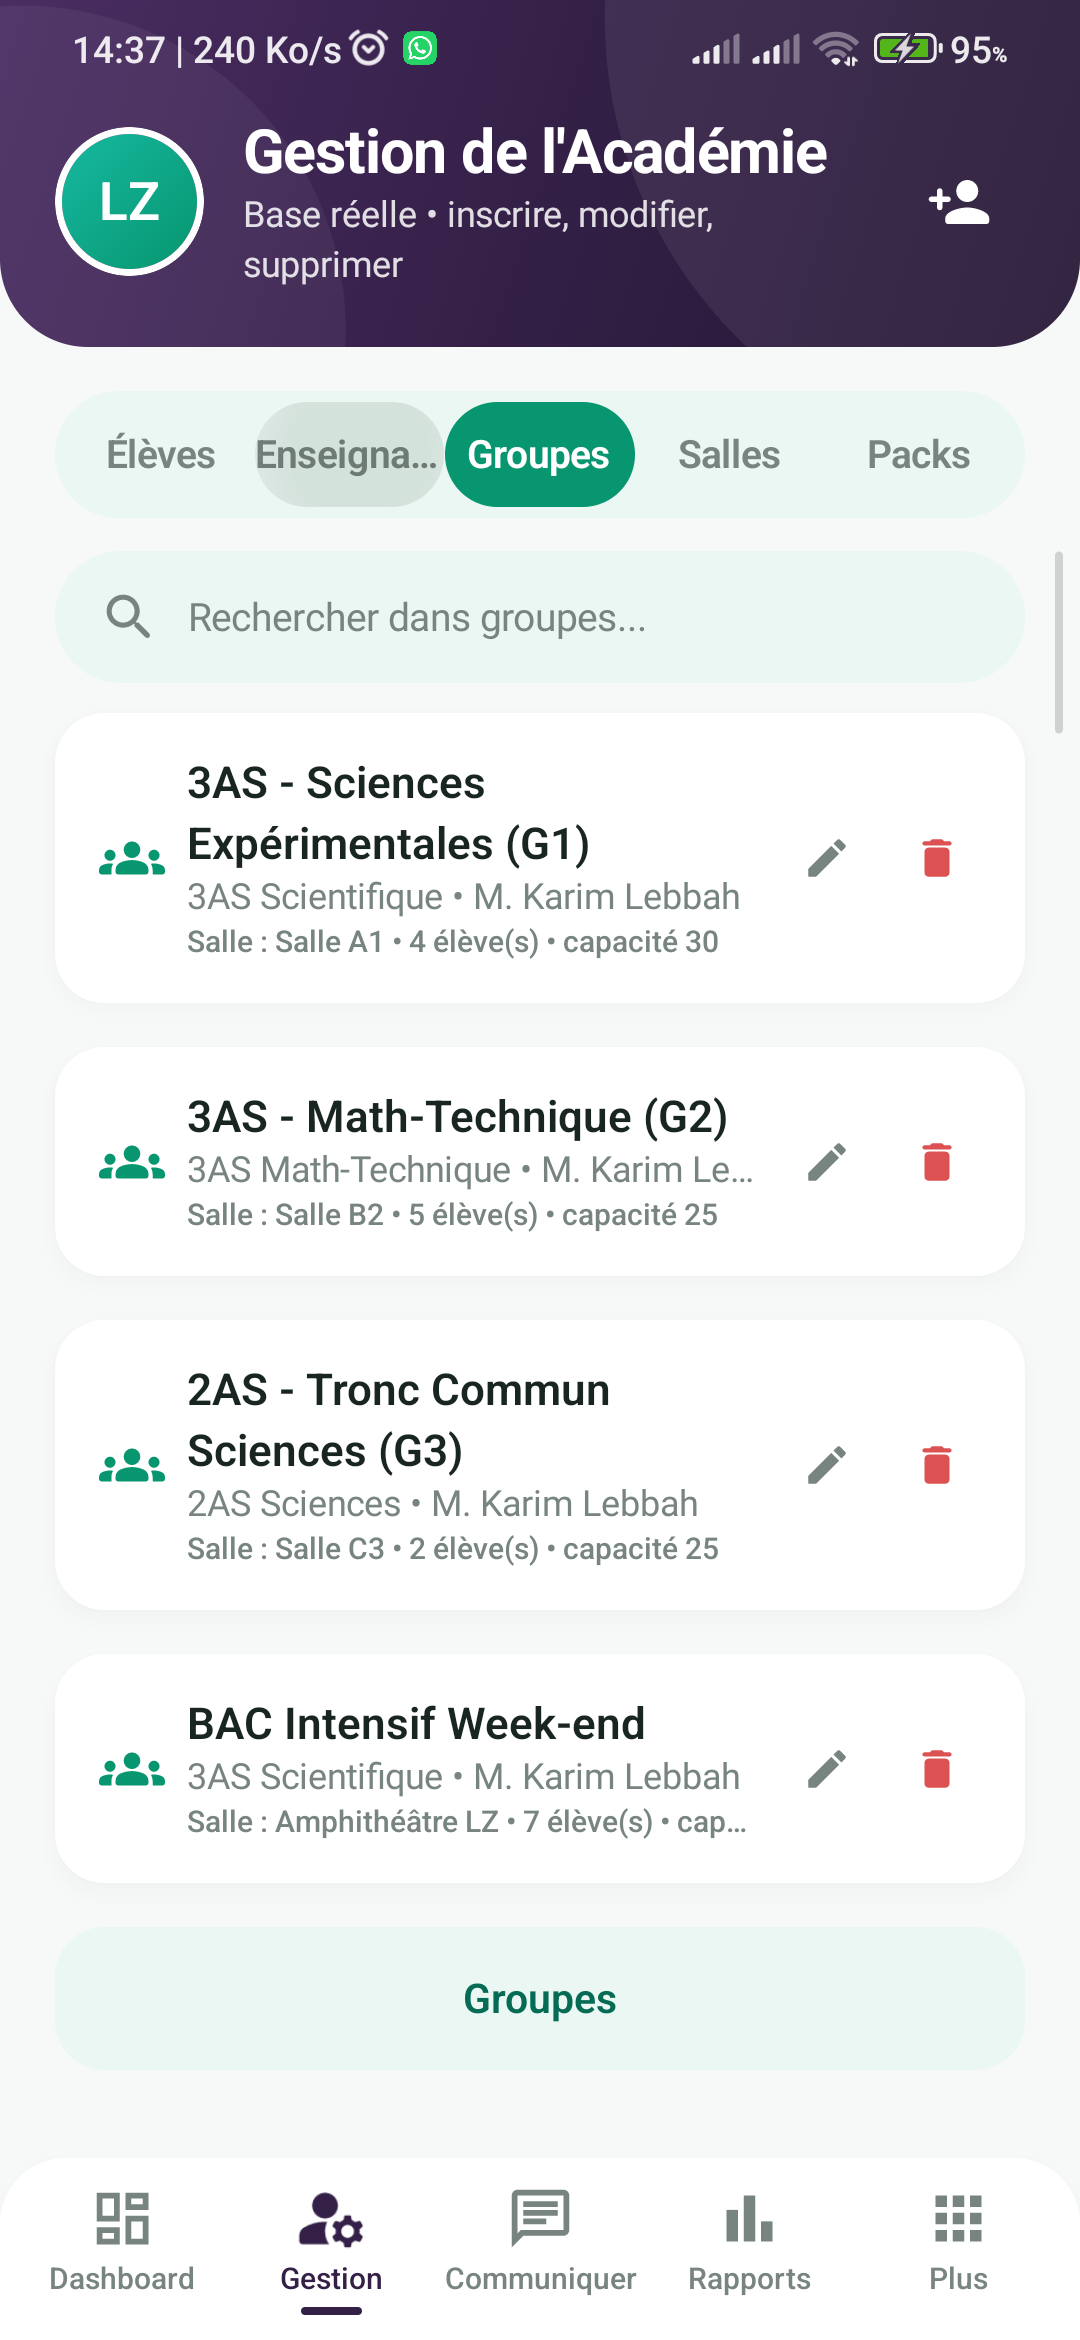 14:37 | 240 Ko/s
95%
LZ
Gestion de l'Académie
Base réelle • inscrire, modifier,
supprimer
Élèves
Enseigna...
Groupes
Salles
Packs
Rechercher dans groupes...
3AS - Sciences
Expérimentales (G1)
3AS Scientifique • M. Karim Lebbah
Salle : Salle A1 • 4 élève(s) • capacité 30
3AS - Math-Technique (G2)
3AS Math-Technique • M. Karim Le...
Salle : Salle B2 • 5 élève(s) • capacité 25
2AS - Tronc Commun
Sciences (G3)
2AS Sciences • M. Karim Lebbah
Salle : Salle C3 • 2 élève(s) • capacité 25
BAC Intensif Week-end
3AS Scientifique • M. Karim Lebbah
Salle : Amphithéâtre LZ • 7 élève(s) • cap...
Groupes
Dashboard
Gestion
Communiquer
Rapports
Plus